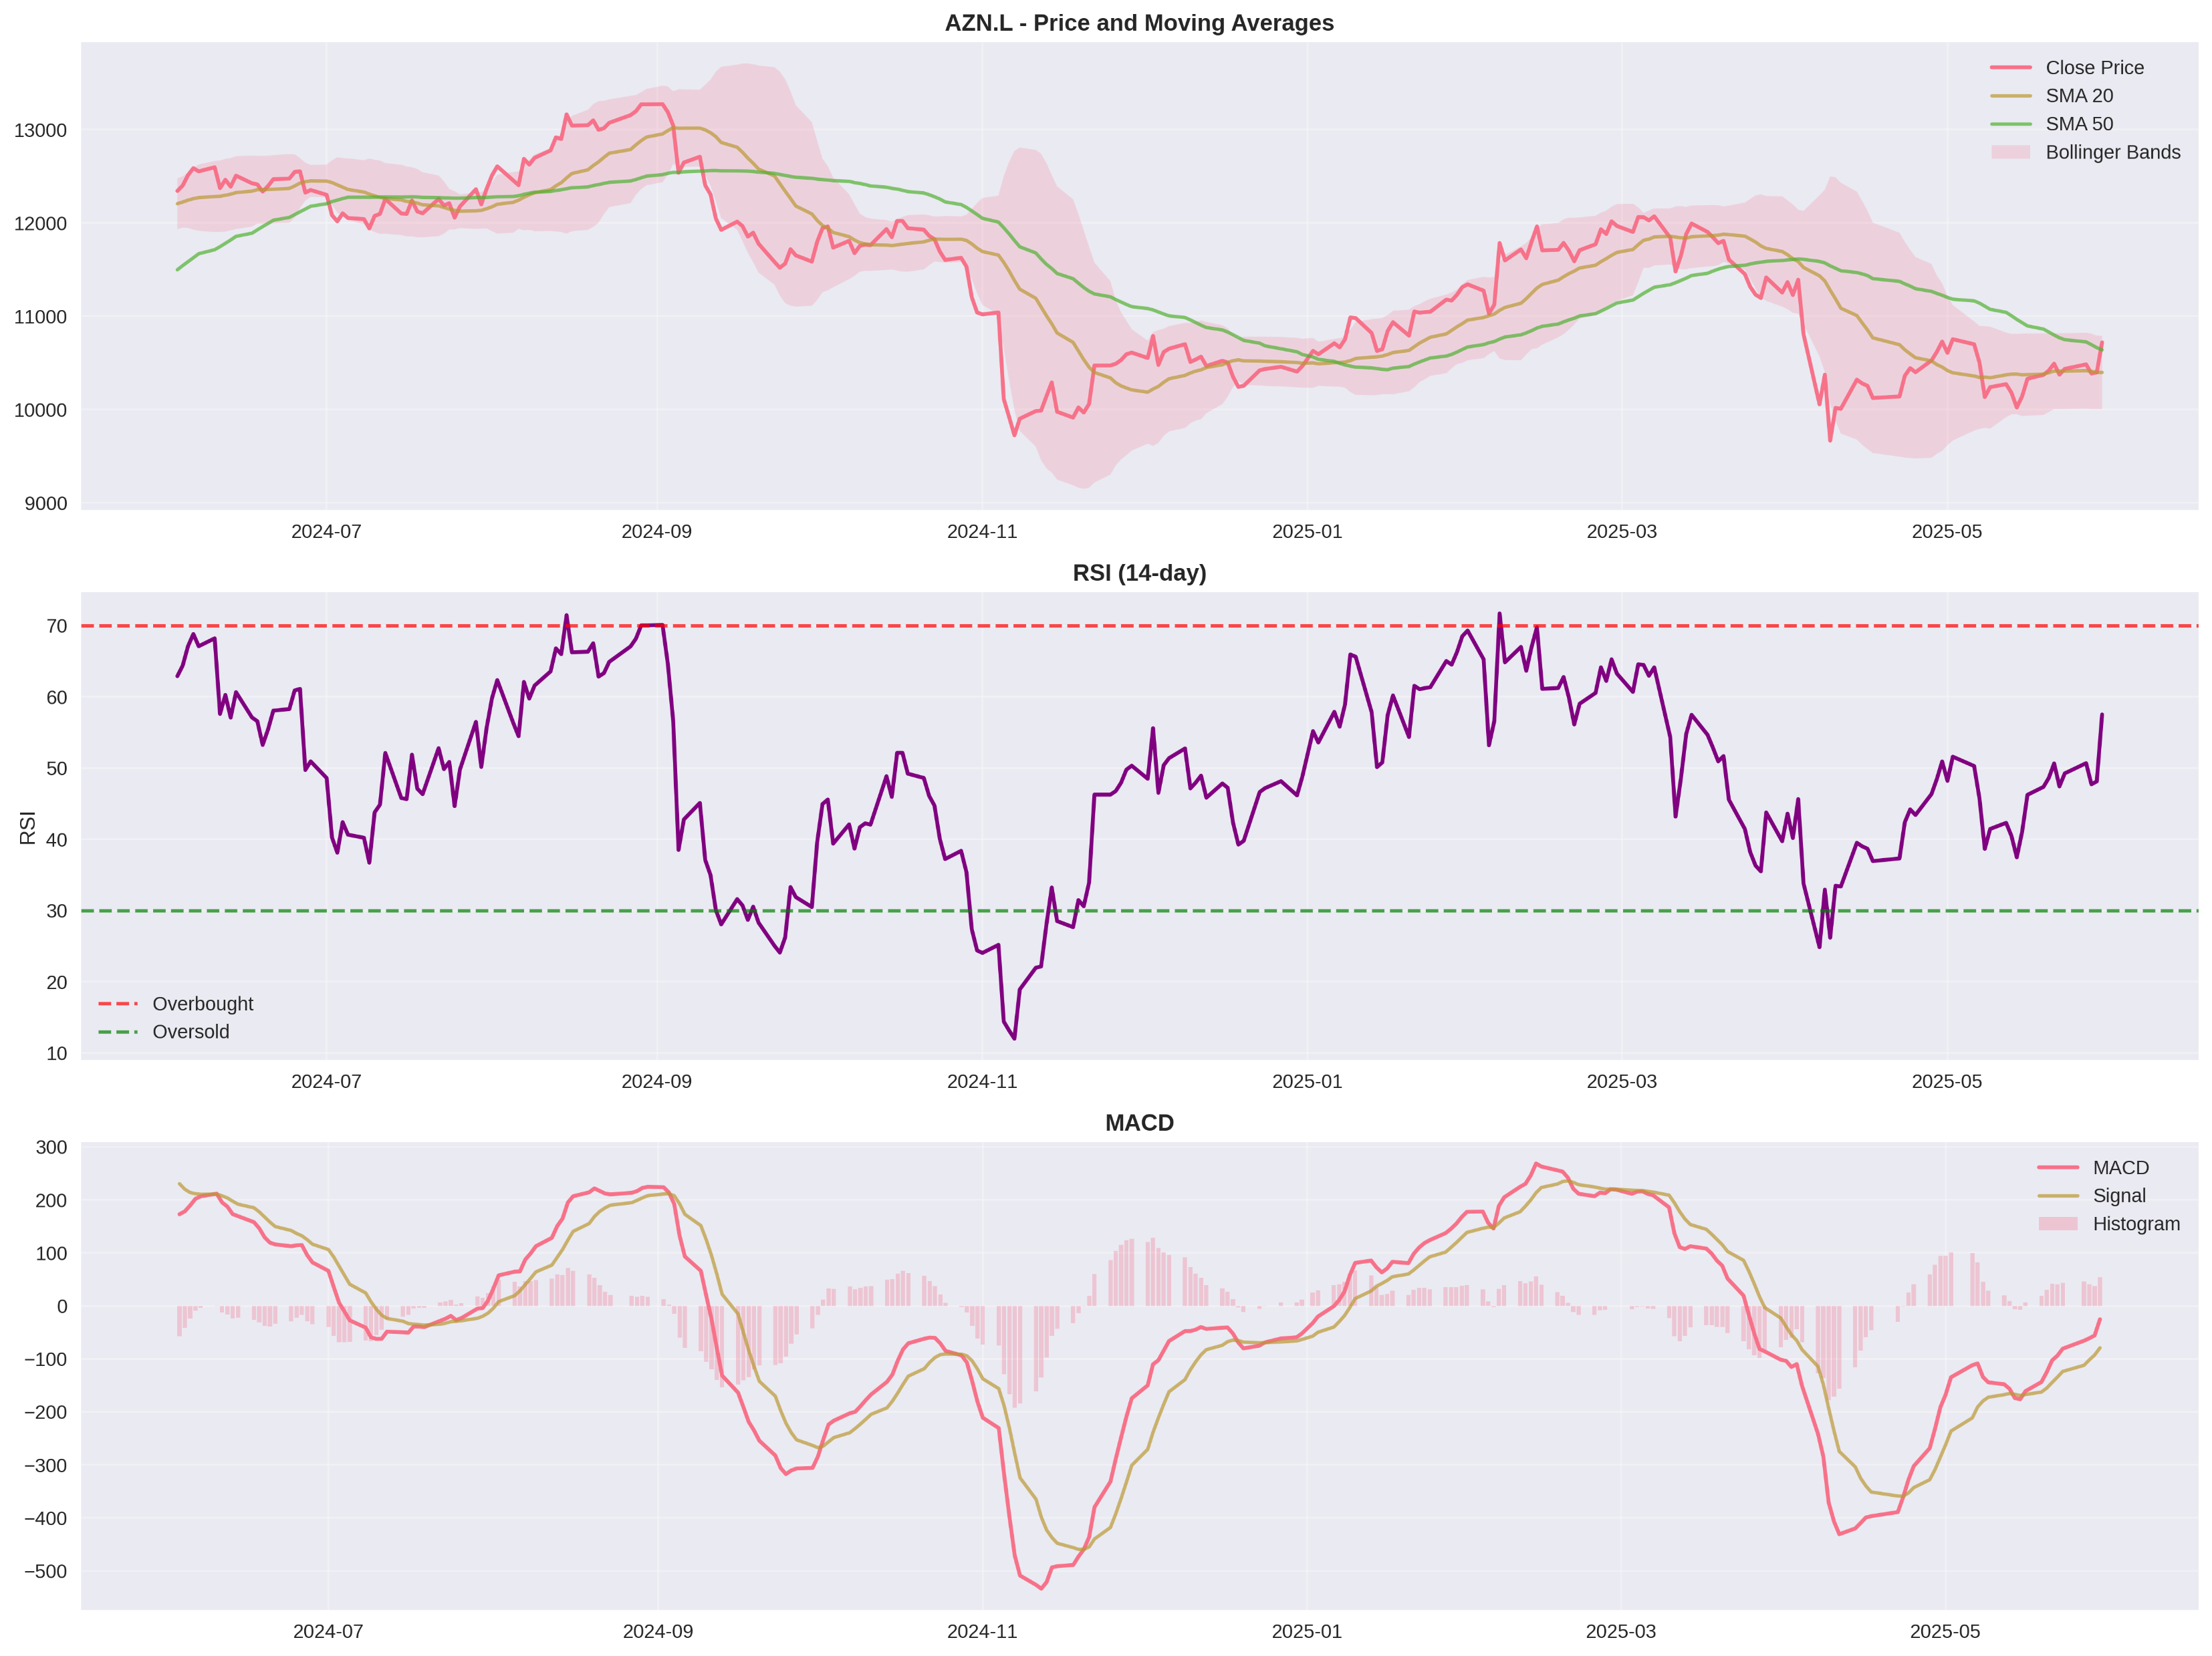 AZN.L - Price and Moving Averages
Close Price
SMA 20
SMA 50
Bollinger Bands
13000
12000
11000
10000
9000
2024-07 2024-09 2024-11 2025-01 2025-03 2025-05
RSI (14-day)
RSI
70
60
50
40
30
20
10
Overbought
Oversold
2024-07 2024-09 2024-11 2025-01 2025-03 2025-05
MACD
MACD
Signal
Histogram
300
200
100
0
−100
−200
−300
−400
−500
2024-07 2024-09 2024-11 2025-01 2025-03 2025-05